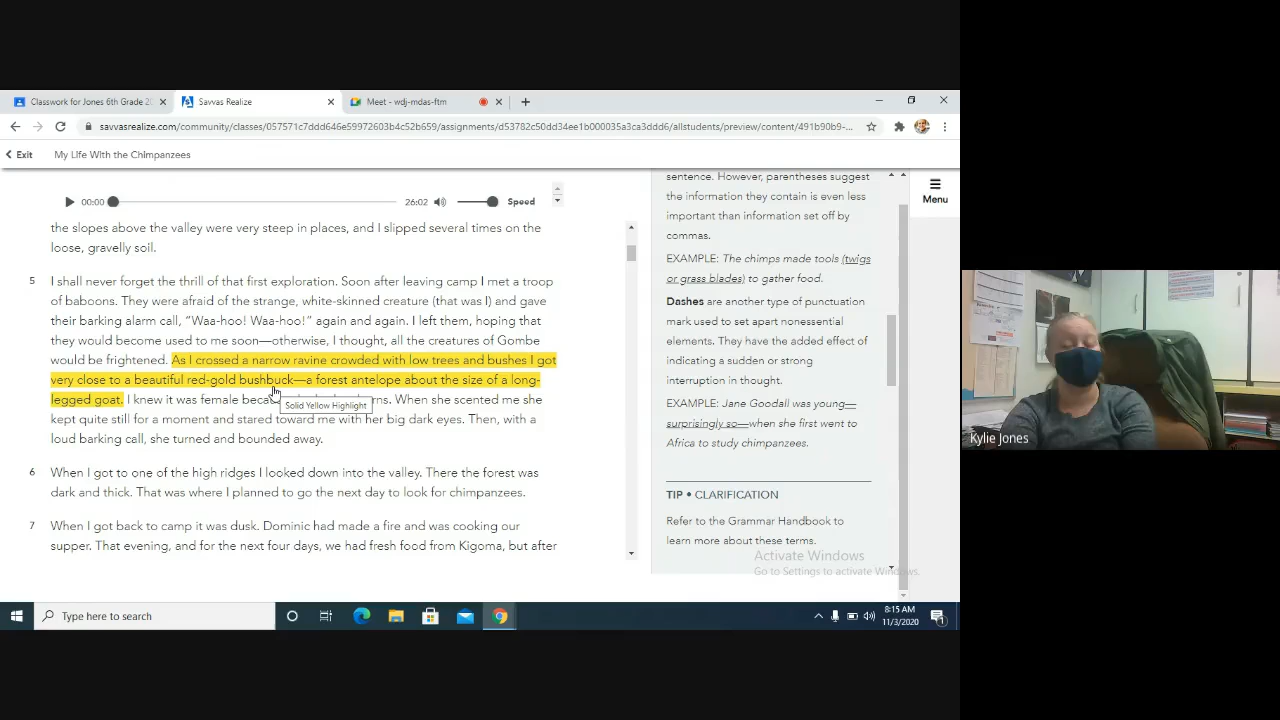 Classwork for Jones 6th Grade 2(
Savvas Realize
Meet - wdj-mdas-ftm
savvasrealize.com/community/classes/057571c7ddd646e59972603b4c52b659/assignments/d53782c50dd34ee1b000035a3ca3ddd6/allstudents/preview/content/491b90b9-...
Exit
My Life With the Chimpanzees
00:00
26:02
Speed
Menu
the slopes above the valley were very steep in places, and I slipped several times on the
loose, gravelly soil.
5 I shall never forget the thrill of that first exploration. Soon after leaving camp I met a troop
of baboons. They were afraid of the strange, white-skinned creature (that was I) and gave
their barking alarm call, “Waa-hoo! Waa-hoo!” again and again. I left them, hoping that
they would become used to me soon—otherwise, I thought, all the creatures of Gombe
would be frightened. As I crossed a narrow ravine crowded with low trees and bushes I got
very close to a beautiful red-gold bushbuck—a forest antelope about the size of a long-
legged goat. I knew it was female beca rns. When she scented me she
Solid Yellow Highlight
kept quite still for a moment and stared toward me with her big dark eyes. Then, with a
loud barking call, she turned and bounded away.
6 When I got to one of the high ridges I looked down into the valley. There the forest was
dark and thick. That was where I planned to go the next day to look for chimpanzees.
7 When I got back to camp it was dusk. Dominic had made a fire and was cooking our
supper. That evening, and for the next four days, we had fresh food from Kigoma, but after
sentence. However, parentheses suggest
the information they contain is even less
important than information set off by
commas.
EXAMPLE: The chimps made tools (twigs
or grass blades) to gather food.
Dashes are another type of punctuation
mark used to set apart nonessential
elements. They have the added effect of
indicating a sudden or strong
interruption in thought.
EXAMPLE: Jane Goodall was young—
surprisingly so—when she first went to
Africa to study chimpanzees.
TIP • CLARIFICATION
Refer to the Grammar Handbook to
learn more about these terms.
Activate Windows
Go to Settings to activate Windows.
Type here to search
8:15 AM
11/3/2020
1
Kylie Jones